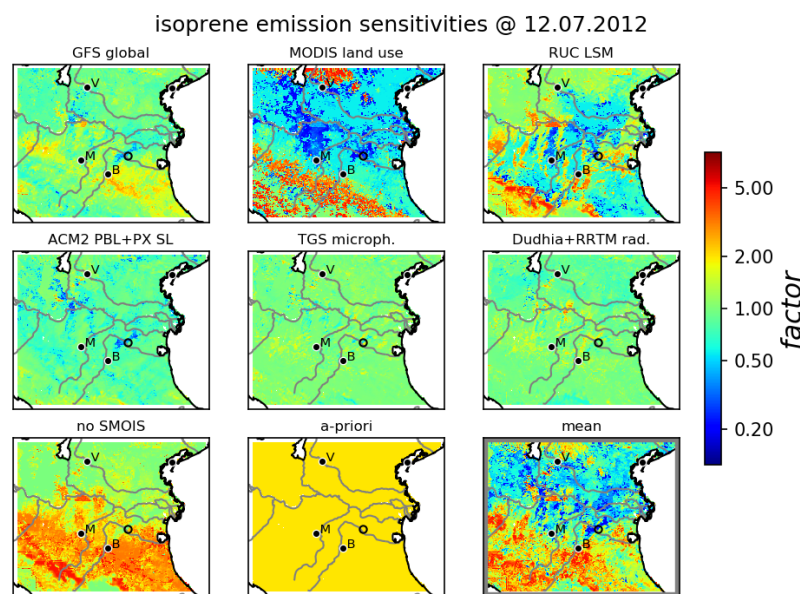 isoprene emission sensitivities @ 12.07.2012
GFS global MODIS land use RUC LSM
V V V
M M M
B B B
ACM2 PBL+PX SL TGS microph. Dudhia+RRTM rad.
V V V
M M M
B B B
no SMOIS a-priori mean
V V V
M M M
B B B
5.00
2.00
1.00
0.50
0.20
factor